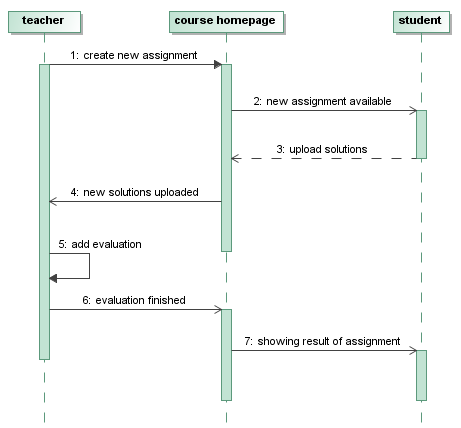 teacher
course homepage
student
1: create new assignment
2: new assignment available
3: upload solutions
4: new solutions uploaded
5: add evaluation
6: evaluation finished
7: showing result of assignment